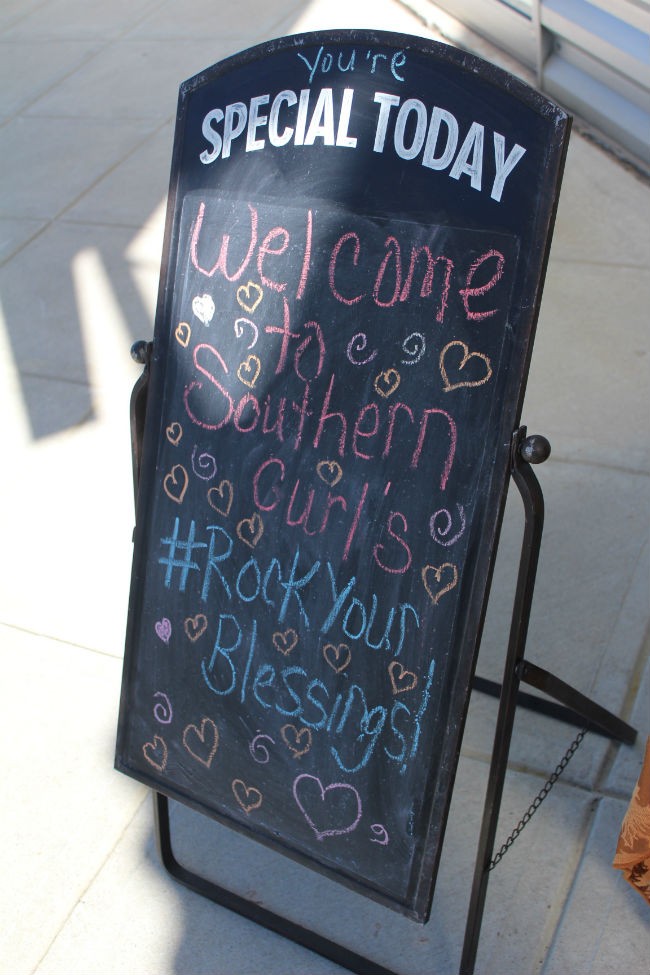 You're
SPECIAL TODAY
Welcome
to
Southern
Curl's
#RockYour
Blessings!